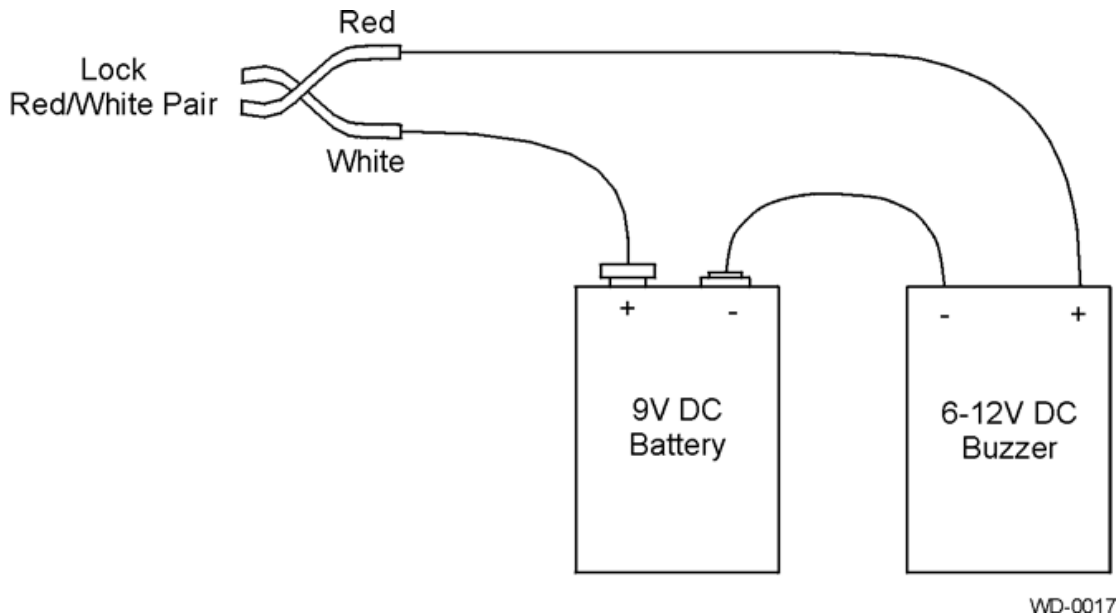 Red
Lock
Red/White Pair
White
+ -
- +
9V DC
Battery
6-12V DC
Buzzer
WD-0017